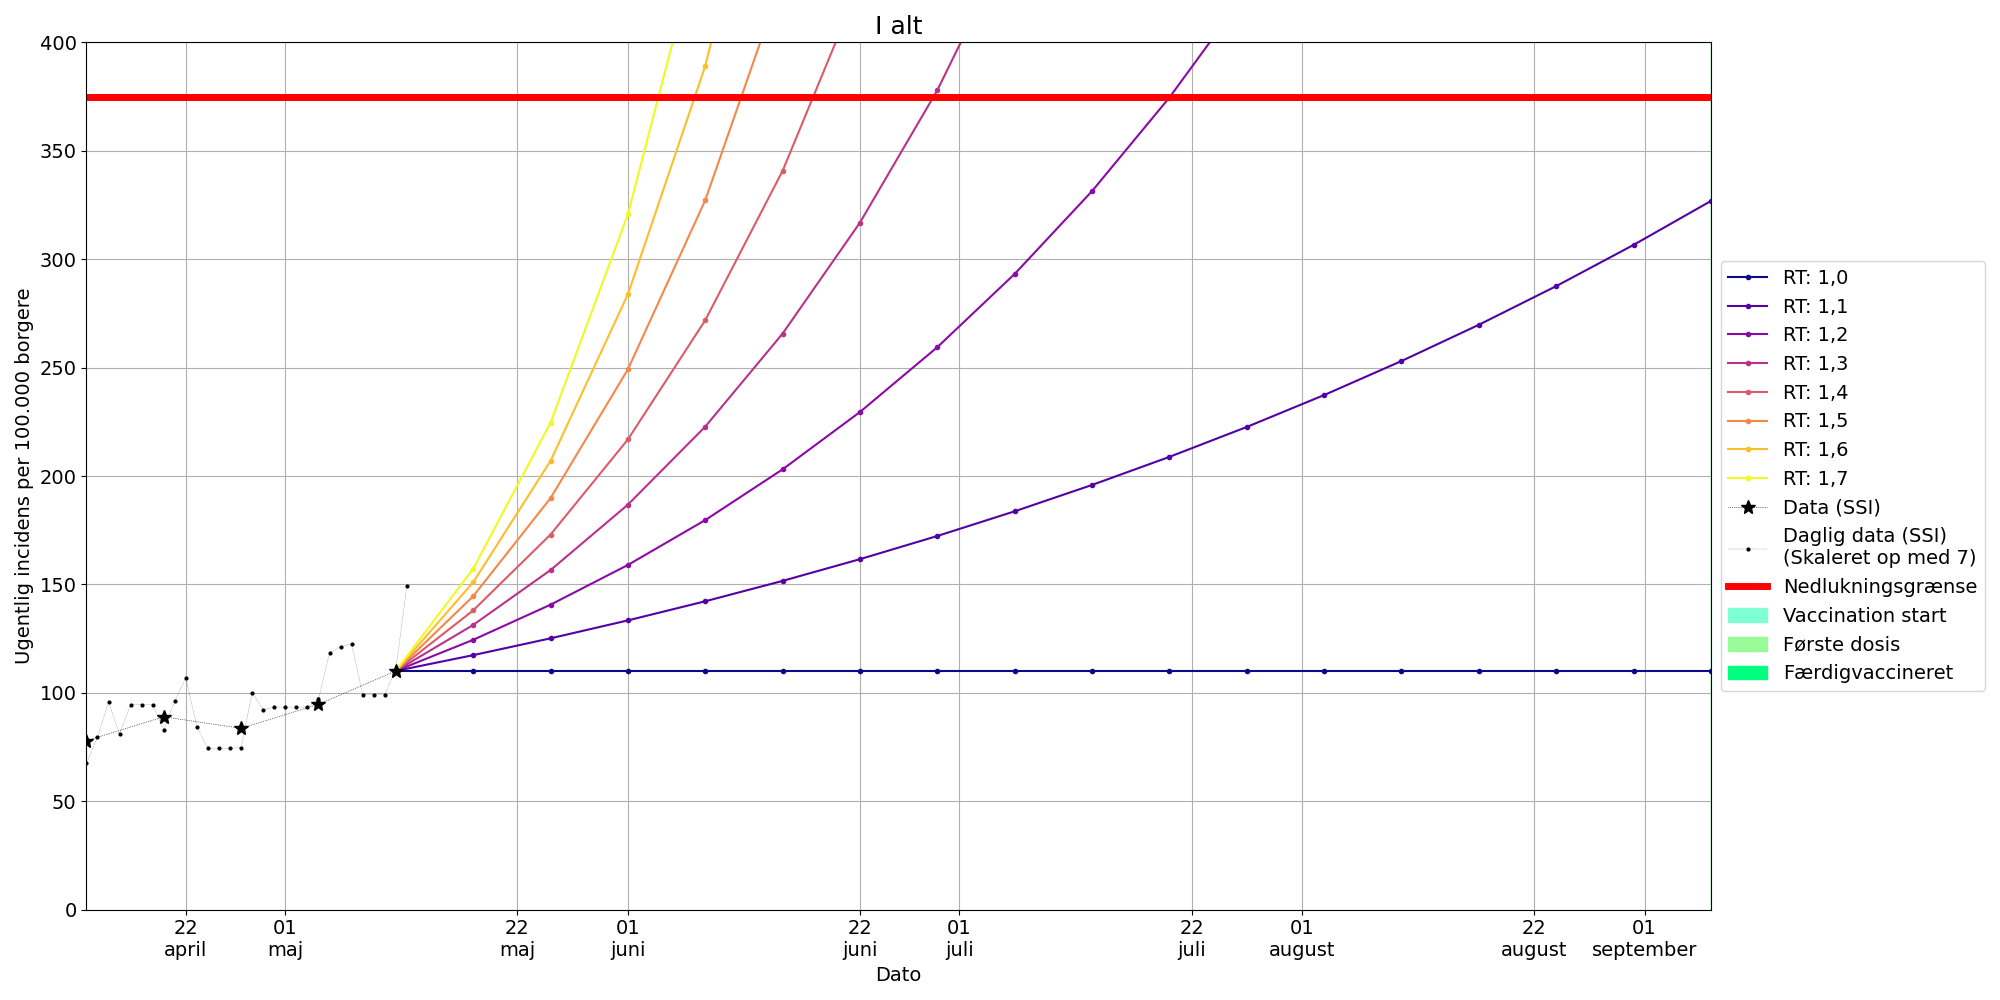 I alt
400
350
300
250
200
150
100
50
0
Ugentlig incidens per 100.000 borgere
22
april
01
maj
22
maj
01
juni
22
juni
01
juli
22
juli
01
august
22
august
01
september
Dato
RT: 1,0
RT: 1,1
RT: 1,2
RT: 1,3
RT: 1,4
RT: 1,5
RT: 1,6
RT: 1,7
Data (SSI)
Daglig data (SSI)
(Skaleret op med 7)
Nedlukningsgrænse
Vaccination start
Første dosis
Færdigvaccineret